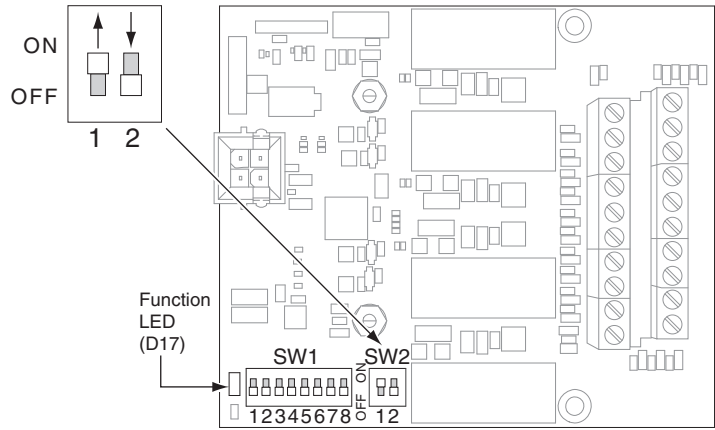 ON
OFF
1 2
Function
LED
(D17)
SW1
SW2
12345678
OFF ON
12